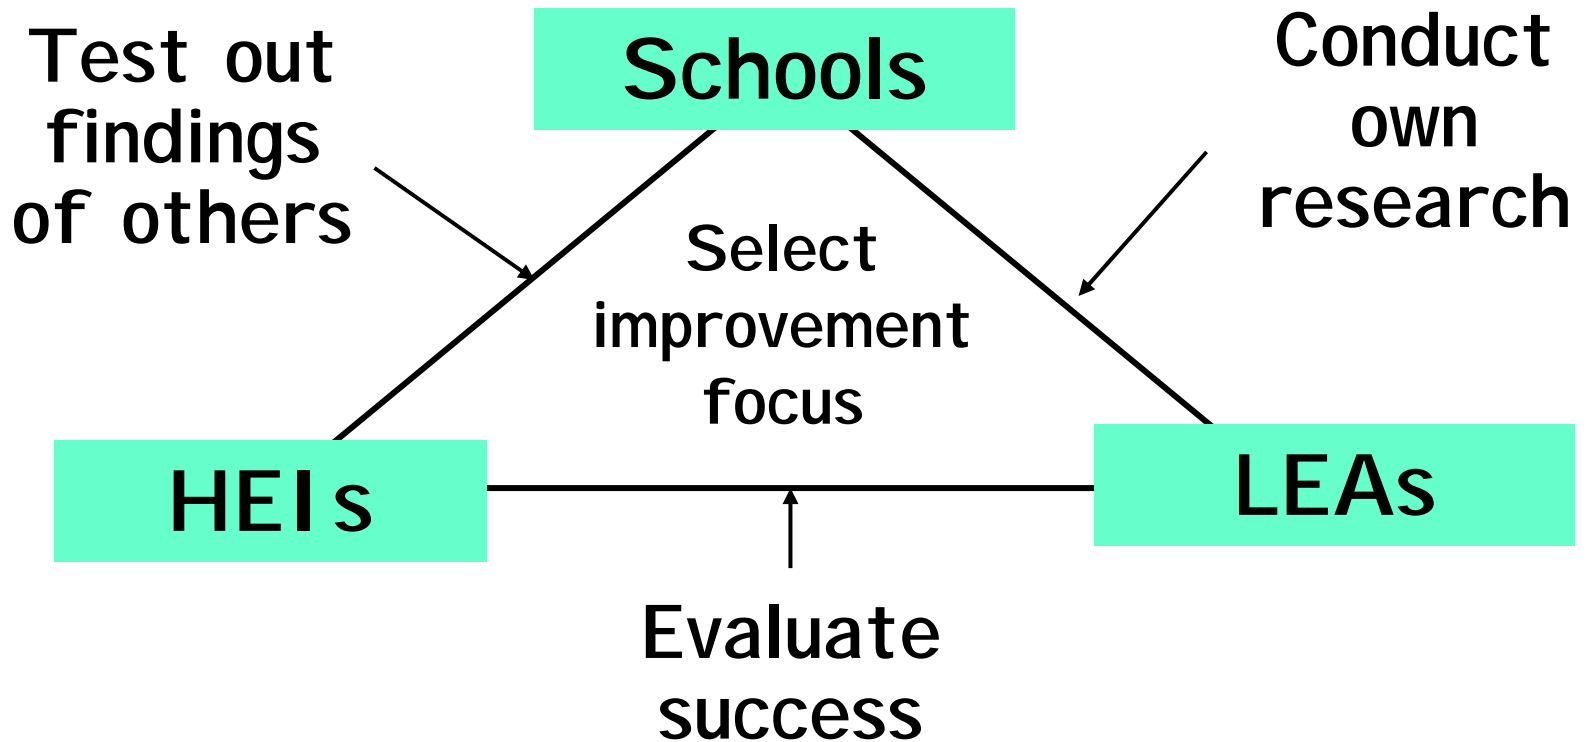 Test out
findings
of others
Schools
Conduct
own
research
Select
improvement
focus
HEIs
LEAs
Evaluate
success